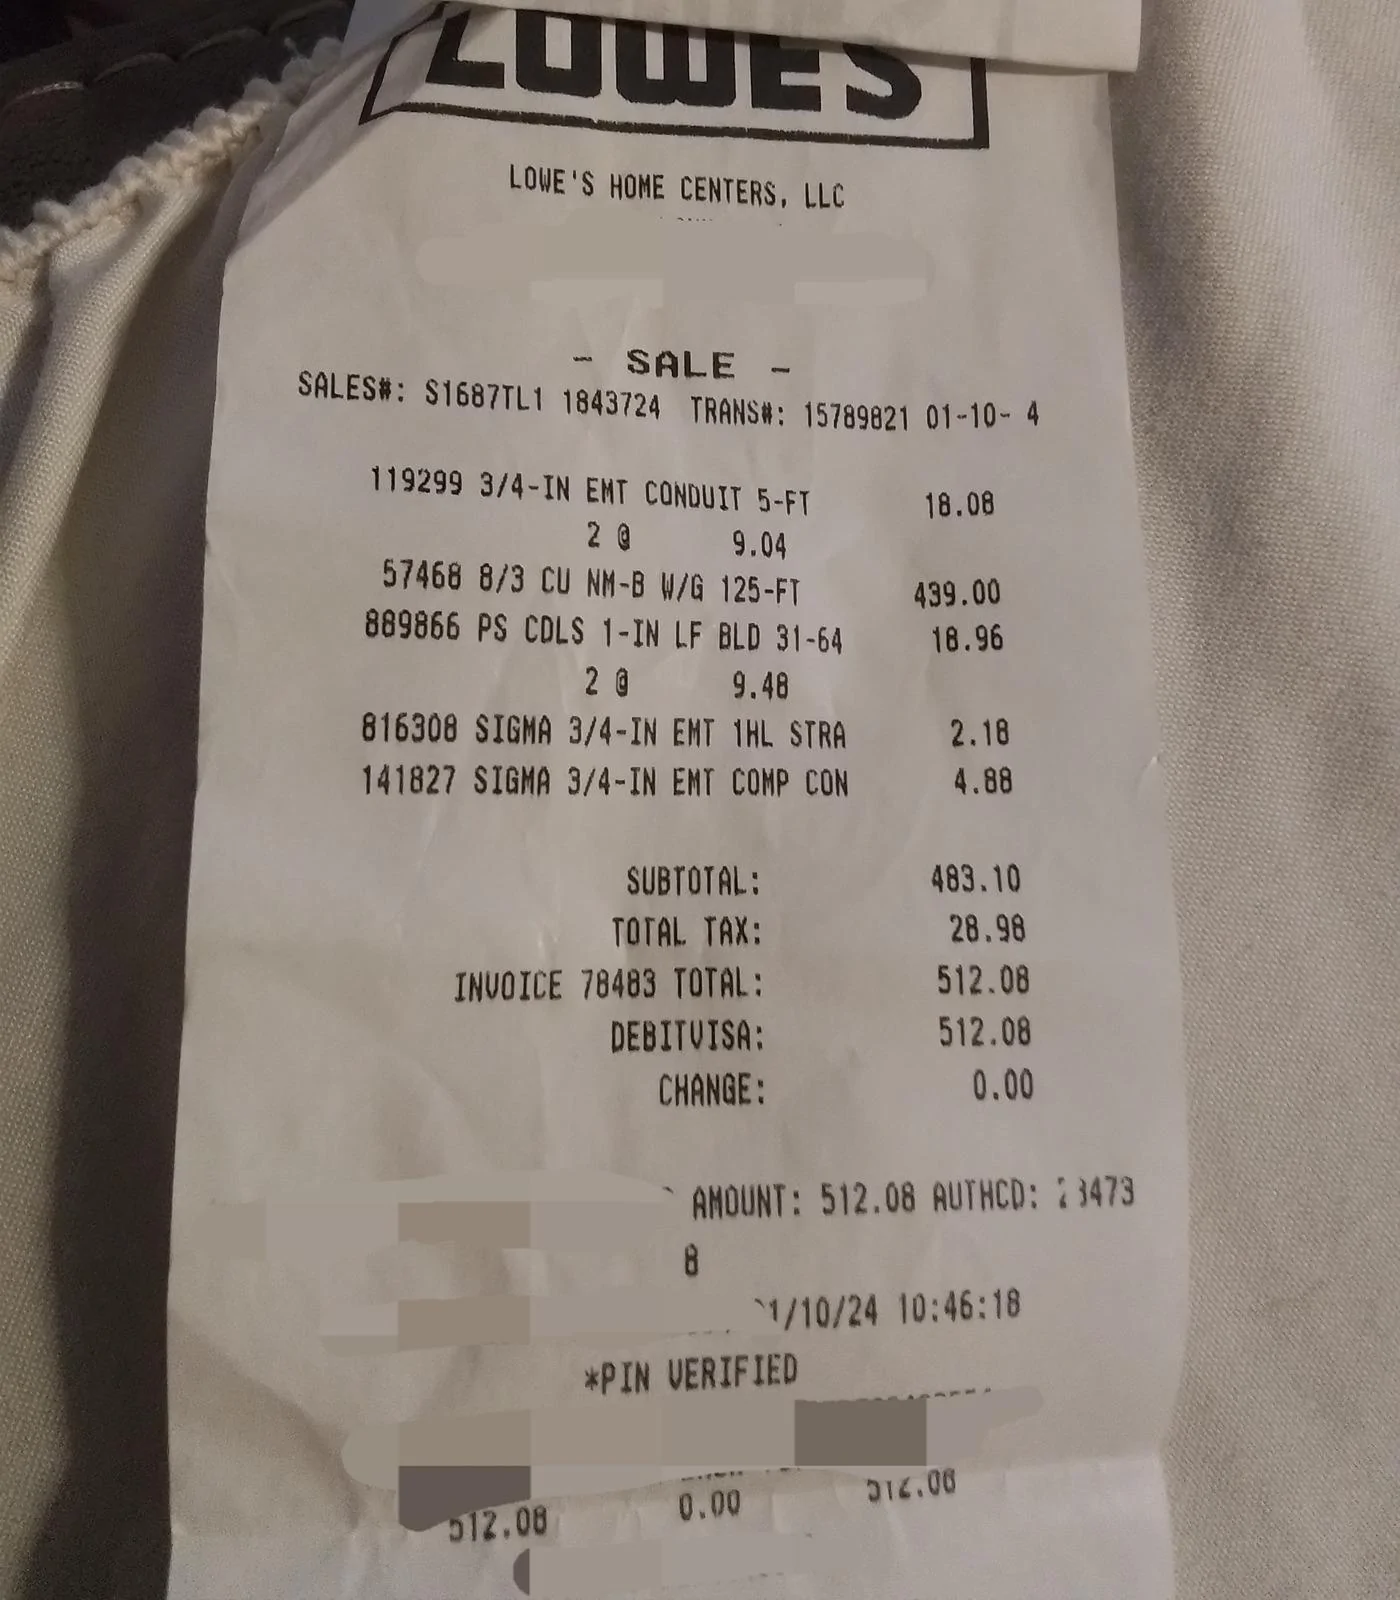 LOWE'S
LOWE'S HOME CENTERS, LLC
- SALE -
SALES#: S1687TL1 1843724 TRANS#: 15789821 01-10- 4
119299 3/4-IN EMT CONDUIT 5-FT 18.08
2 @ 9.04
57468 8/3 CU NM-B W/G 125-FT 439.00
889866 PS CDLS 1-IN LF BLD 31-64 18.96
2 @ 9.48
816308 SIGMA 3/4-IN EMT 1HL STRA 2.18
141827 SIGMA 3/4-IN EMT COMP CON 4.88
SUBTOTAL: 483.10
TOTAL TAX: 28.98
INVOICE 78483 TOTAL: 512.08
DEBITVISA: 512.08
CHANGE: 0.00
AMOUNT: 512.08 AUTHCD: 3473
8
1/10/24 10:46:18
*PIN VERIFIED
512.08 0.00 512.08